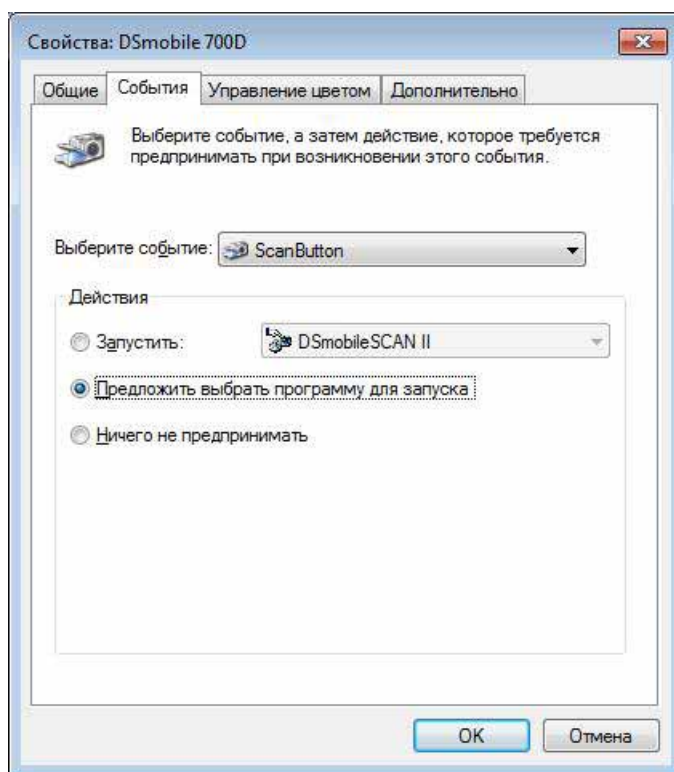 Свойства: DSmobile 700D
Общие События Управление цветом Дополнительно
Выберите событие, а затем действие, которое требуется
предпринимать при возникновении этого события.
Выберите событие: ScanButton
Действия
Запустить: DSmobileSCAN II
Предложить выбрать программу для запуска
Ничего не предпринимать
OK Отмена